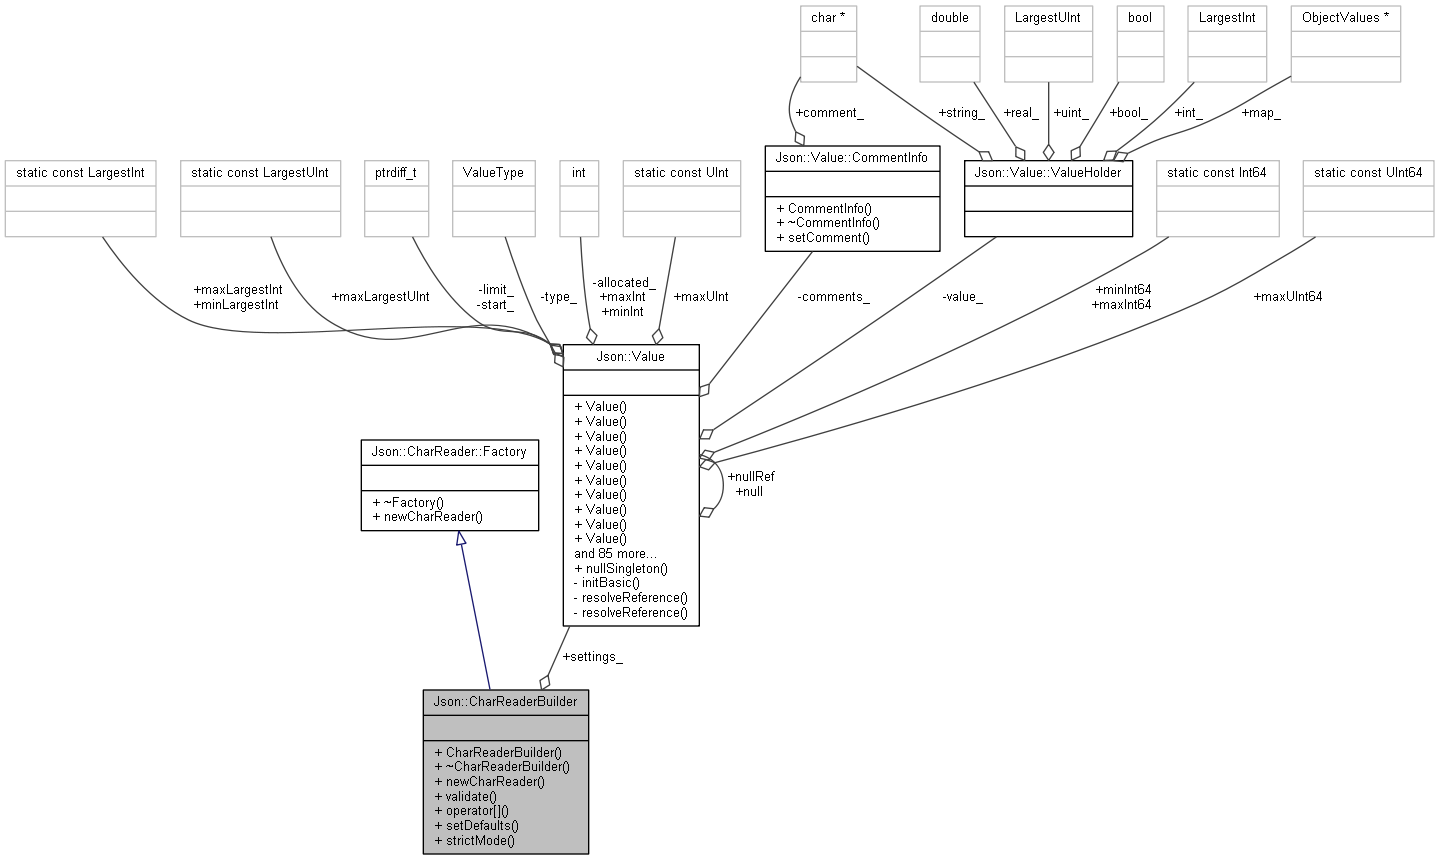 char *
double
LargestUInt
bool
LargestInt
ObjectValues *
+comment_
+string_
+real_
+uint_
+bool_
+int_
+map_
static const LargestInt
static const LargestUInt
ptrdiff_t
ValueType
int
static const UInt
Json::Value::CommentInfo
+ CommentInfo()
+ ~CommentInfo()
+ setComment()
Json::Value::ValueHolder
static const Int64
static const UInt64
+maxLargestInt
+minLargestInt
+maxLargestUInt
-limit_
-start_
-type_
-allocated_
+maxInt
+minInt
+maxUInt
-comments_
-value_
+minInt64
+maxInt64
+maxUInt64
Json::Value
+ Value()
+ Value()
+ Value()
+ Value()
+ Value()
+ Value()
+ Value()
+ Value()
+ Value()
+ Value()
and 85 more...
+ nullSingleton()
- initBasic()
- resolveReference()
- resolveReference()
+nullRef
+null
Json::CharReader::Factory
+ ~Factory()
+ newCharReader()
+settings_
Json::CharReaderBuilder
+ CharReaderBuilder()
+ ~CharReaderBuilder()
+ newCharReader()
+ validate()
+ operator[]()
+ setDefaults()
+ strictMode()